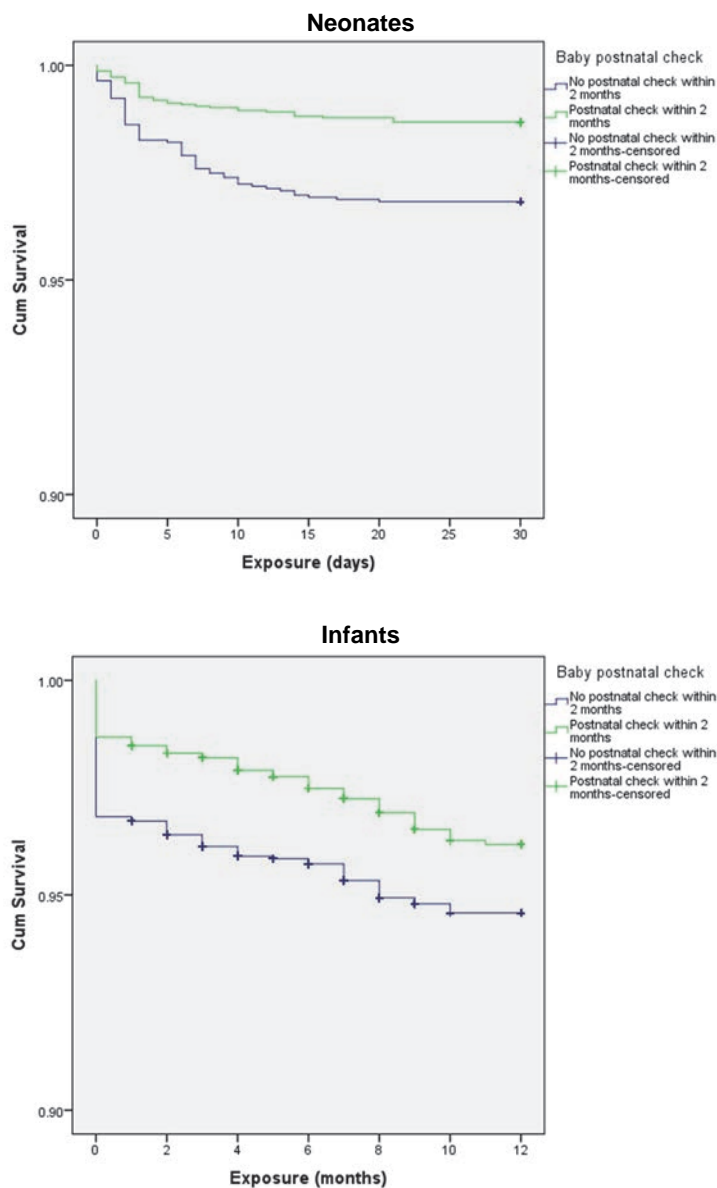 Neonates
1.00
0.95
0.90
Cum Survival
0 5 10 15 20 25 30
Exposure (days)
Baby postnatal check
No postnatal check within
2 months
Postnatal check within 2
months
No postnatal check within
2 months-censored
Postnatal check within 2
months-censored
Infants
1.00
0.95
0.90
Cum Survival
0 2 4 6 8 10 12
Exposure (months)
Baby postnatal check
No postnatal check within
2 months
Postnatal check within 2
months
No postnatal check within
2 months-censored
Postnatal check within 2
months-censored